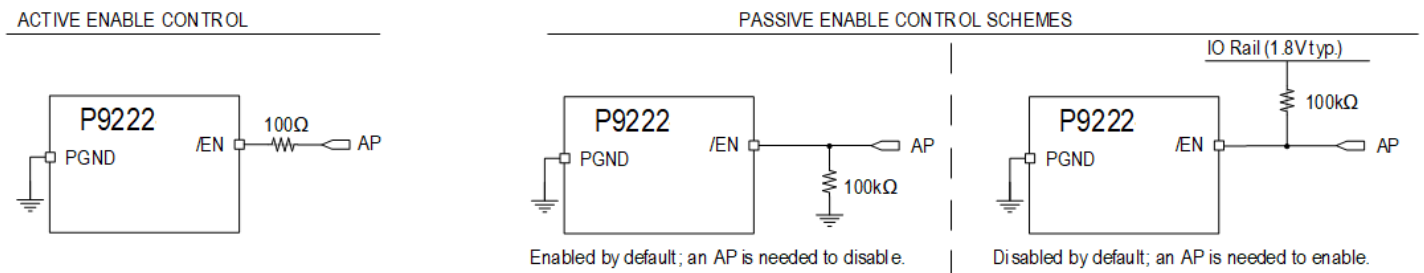 ACTIVE ENABLE CONTROL
PASSIVE ENABLE CONTROL SCHEMES
IO Rail (1.8V typ.)
P9222
PGND
/EN
100Ω
AP
P9222
PGND
/EN
AP
100kΩ
P9222
PGND
/EN
100kΩ
AP
Enabled by default; an AP is needed to disable.
Disabled by default; an AP is needed to enable.